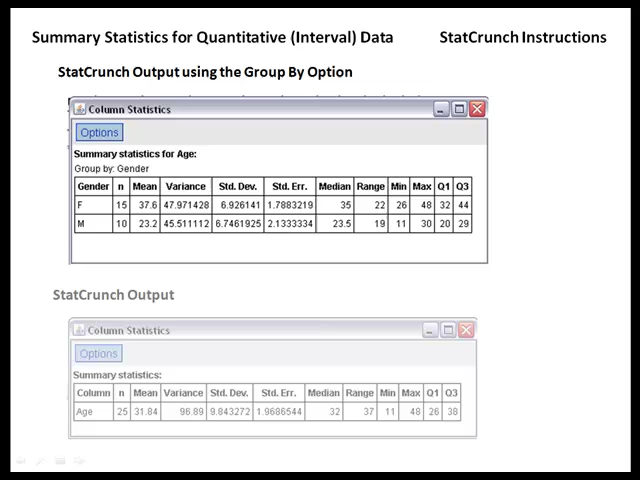 Summary Statistics for Quantitative (Interval) Data StatCrunch Instructions
StatCrunch Output using the Group By Option
Column Statistics
Options
Summary statistics for Age:
Group by: Gender
Gender n Mean Variance Std. Dev. Std. Err. Median Range Min Max Q1 Q3
F 15 37.6 47.971428 6.926141 1.7883219 35 22 26 48 32 44
M 10 23.2 45.511112 6.7461925 2.1333334 23.5 19 11 30 20 29
StatCrunch Output
Column Statistics
Options
Summary statistics:
Column n Mean Variance Std. Dev. Std. Err. Median Range Min Max Q1 Q3
Age 25 31.84 96.89 9.843272 1.9686544 32 37 11 48 26 38